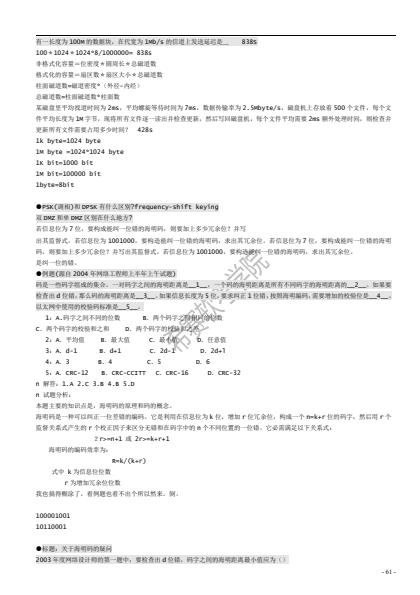 有一长度为 100M 的数据块，在代宽为 1Mb/s 的信道上发送延迟是__ 838s
100＊1024＊1024*8/1000000= 838s
非格式化的容量＝位密度＊圆周长＊总磁道数
格式化的容量＝扇区数＊扇区大小＊总磁道数
柱面磁道数=磁道密度*（外径-内经）
总磁道数=柱面磁道数*柱面数
某磁盘里平均找道时间为 2ms，平均螺旋等待时间为 7ms，数据传输率为 2.5Mbyte/s，磁盘机上存放着 500 个文件，每个文
件平均长度为 1M 字节，现将所有文件逐一读出并检查更新，然后写回磁盘机，每个文件平均需要 2ms 额外处理时间，则检查并
更新所有文件需要占用多少时间？ 428s
1k byte=1024 byte
1M byte =1024*1024 byte
1K bit=1000 bit
1M bit=100000 bit
1byte=8bit
●PSK(调相)和 DPSK 有什么区别?frequency-shift keying
双 DMZ 和单 DMZ 区别在什么地方?
若信息位为 7 位，要构成能纠一位错的海明码，则要加上多少冗余位？并写
出其监督式。若信息位为 1001000。要构造能纠一位错的海明码，求出其冗余位。若信息位为 7 位，要构成能纠一位错的海明
码，则要加上多少冗余位？并写出其监督式。若信息位为 1001000。要构造能纠一位错的海明码，求出其冗余位。
是纠一位的错。
●例题(源自 2004 年网络工程师上半年上午试题)
码是一些码字组成的集合。一对码字之间的海明距离是__1__，一个码的海明距离是所有不同码字的海明距离的__2__。如果要
检查出 d 位错，那么码的海明距离是__3__。如果信息长度为 5 位，要求纠正 1 位错，按照海明编码，需要增加的校验位是__4__。
以太网中使用的校验码标准是__5__。
1：A.码字之间不同的位数 B. 两个码字之间相同的位数
C. 两个码字的校验和之和 D. 两个码字的校验和之差
2：A. 平均值 B. 最大值 C. 最小值 D. 任意值
3：A. d-1 B. d+1 C. 2d-1 D. 2d+1
4：A. 3 B. 4 C. 5 D. 6
5：A. CRC-12 B. CRC-CCITT C. CRC-16 D. CRC-32
n 解答：1.A 2.C 3.B 4.B 5.D
n 试题分析：
本题主要的知识点是，海明码的原理和码的概念。
海明码是一种可以纠正一位差错的编码。它是利用在信息位为 k 位，增加 r 位冗余位，构成一个 n=k+r 位的码字，然后用 r 个
监督关系式产生的 r 个校正因子来区分无错和在码字中的 n 个不同位置的一位错。它必需满足以下关系式：
２r>=n+1 或 2r>=k+r+1
海明码的编码效率为：
R=k/(k+r)
式中 k 为信息位位数
r 为增加冗余位位数
我也搞得糊涂了，看例题也看不出个所以然来。倒。
100001001
10110001
●标题：关于海明码的疑问
2003 年度网络设计师的第一题中，要检查出 d 位错，码字之间的海明距离最小值应为（）
- 61 -
希赛软件学院